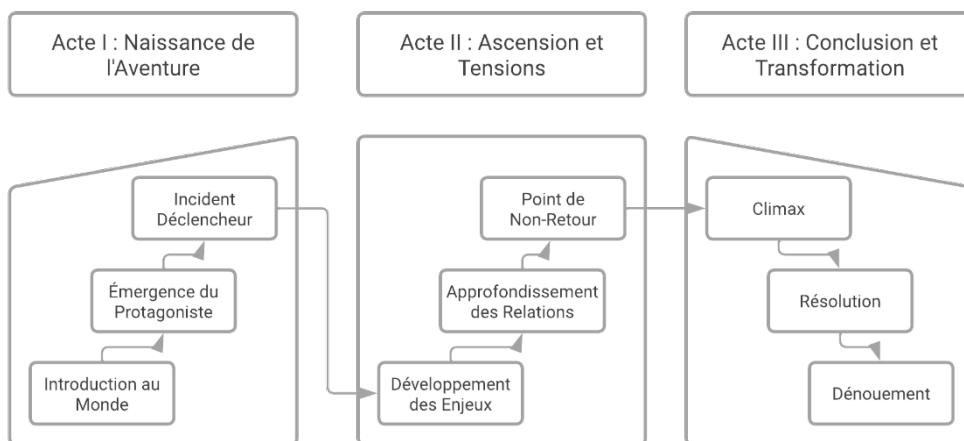 Acte I : Naissance de
l'Aventure
Acte II : Ascension et
Tensions
Acte III : Conclusion et
Transformation
Incident
Déclencheur
Émergence du
Protagoniste
Introduction au
Monde
Point de
Non-Retour
Approfondissement
des Relations
Développement
des Enjeux
Climax
Résolution
Dénouement